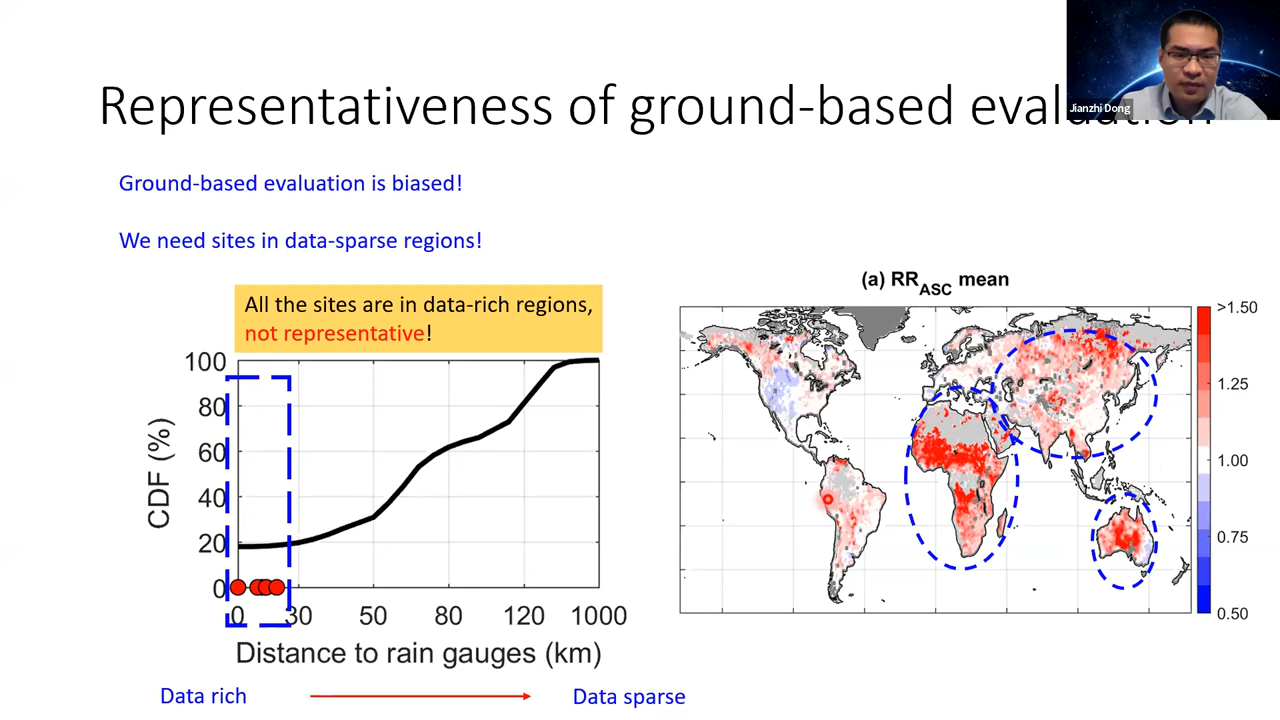 Representativeness of ground-based evaluation
Jianzhi Dong
Ground-based evaluation is biased!
We need sites in data-sparse regions!
All the sites are in data-rich regions,
not representative!
100
80
60
40
20
0
CDF (%)
0 30 50 80 120 1000
Distance to rain gauges (km)
Data rich
Data sparse
(a) RRASC mean
>1.50
1.25
1.00
0.75
0.50